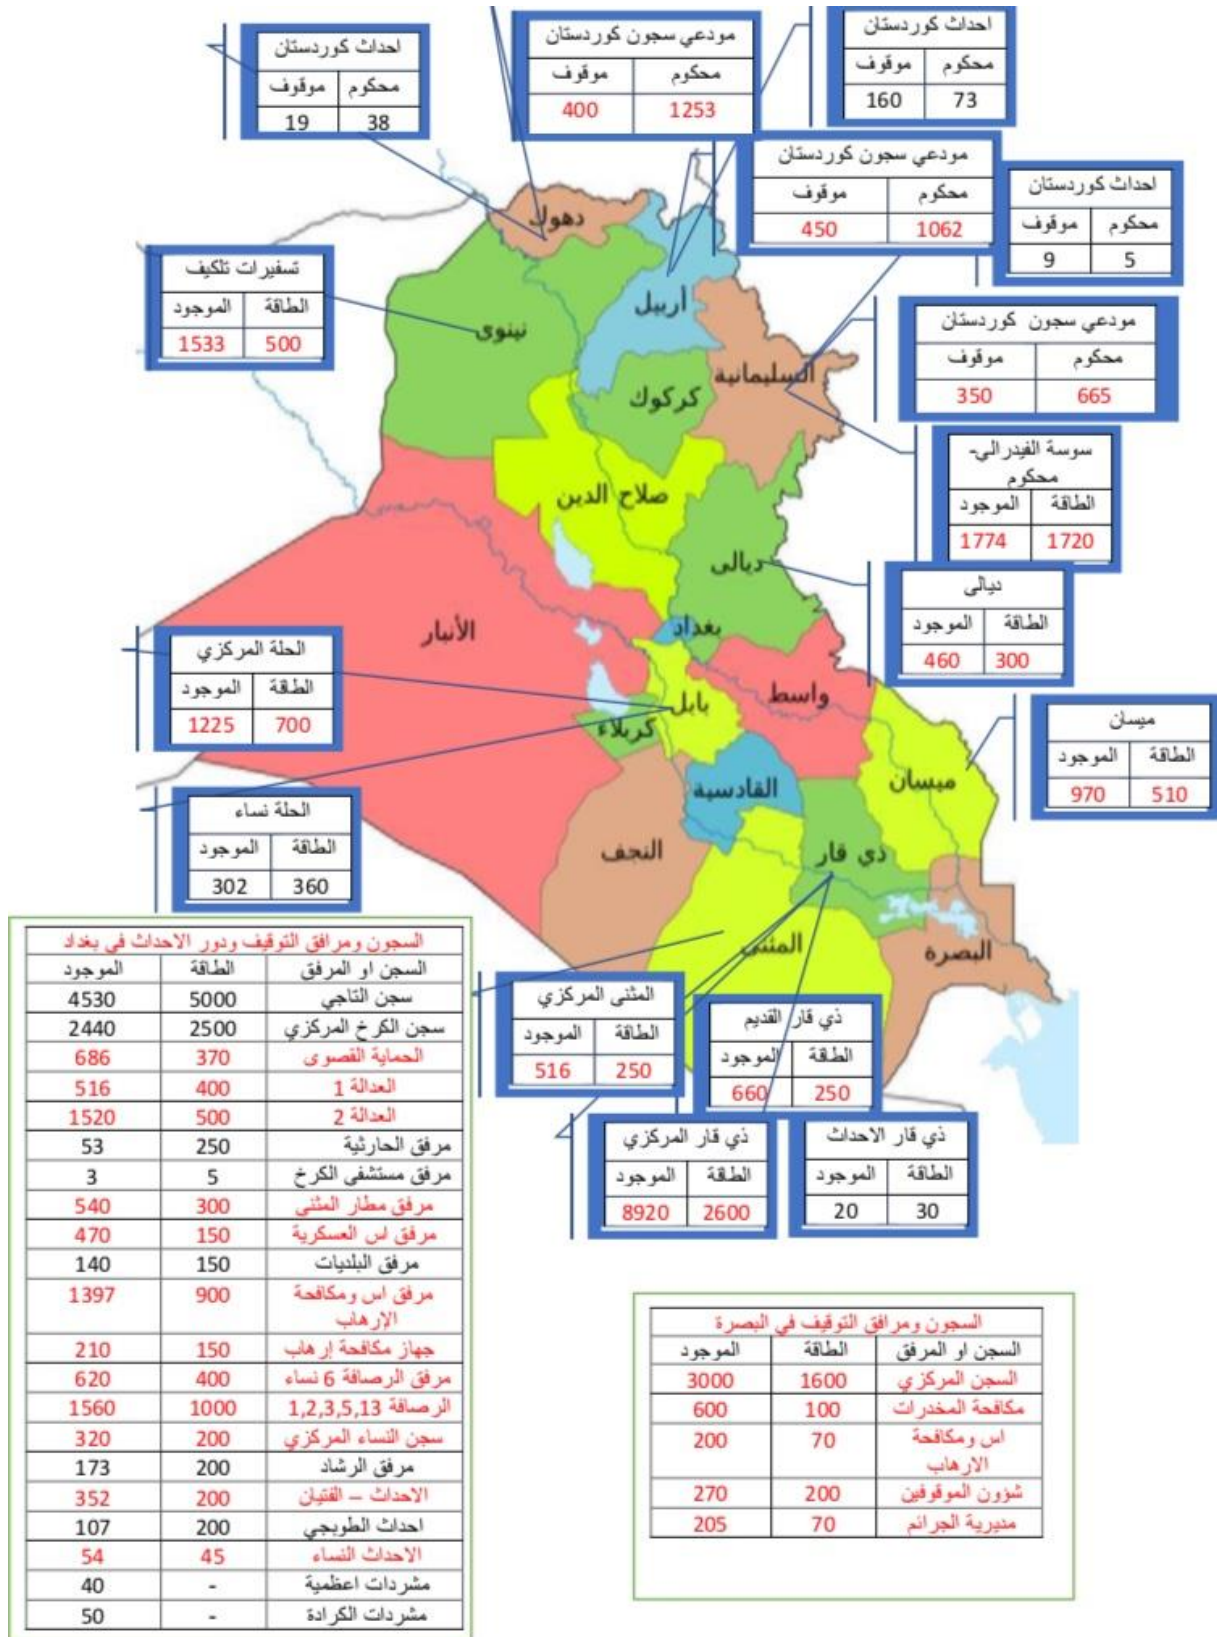 احداث كوردستان
محكوم موقوف
38 19
مودعي سجون كوردستان
محكوم موقوف
1253 400
احداث كوردستان
محكوم موقوف
73 160
مودعي سجون كوردستان
محكوم موقوف
1062 450
احداث كوردستان
محكوم موقوف
5 9
تسفيرات تلكيف
الطاقة الموجود
500 1533
مودعي سجون كوردستان
محكوم موقوف
665 350
سوسة الفيدرالي-
محكوم
الطاقة الموجود
1720 1774
ديالى
الطاقة الموجود
300 460
الحلة المركزي
الطاقة الموجود
700 1225
ميسان
الطاقة الموجود
510 970
الحلة نساء
الطاقة الموجود
360 302
دهوك
نينوى
أربيل
السليمانية
كركوك
صلاح الدين
ديالى
الأنبار
بغداد
واسط
بابل
كربلاء
القادسية
ميسان
النجف
ذي قار
المثنى
البصرة
المثنى المركزي
الطاقة الموجود
250 516
ذي قار القديم
الطاقة الموجود
250 660
ذي قار المركزي
الطاقة الموجود
2600 8920
ذي قار الاحداث
الطاقة الموجود
30 20
السجون ومرافق التوقيف ودور الاحداث في بغداد
السجن او المرفق الطاقة الموجود
سجن التاجي 5000 4530
سجن الكرخ المركزي 2500 2440
الحماية القصوى 370 686
العدالة 1 400 516
العدالة 2 500 1520
مرفق الحارثية 250 53
مرفق مستشفى الكرخ 5 3
مرفق مطار المثنى 300 540
مرفق اس العسكرية 150 470
مرفق البلديات 150 140
مرفق اس ومكافحة 900 1397
الإرهاب
جهاز مكافحة إرهاب 150 210
مرفق الرصافة 6 نساء 400 620
الرصافة 1,2,3,5,13 1000 1560
سجن النساء المركزي 200 320
مرفق الرشاد 200 173
الاحداث – الفتيان 200 352
احداث الطوبجي 200 107
الاحداث النساء 45 54
مشردات اعظمية - 40
مشردات الكرادة - 50
السجون ومرافق التوقيف في البصرة
السجن او المرفق الطاقة الموجود
السجن المركزي 1600 3000
مكافحة المخدرات 100 600
اس ومكافحة 70 200
الارهاب
شؤون الموقوفين 200 270
مديرية الجرائم 70 205